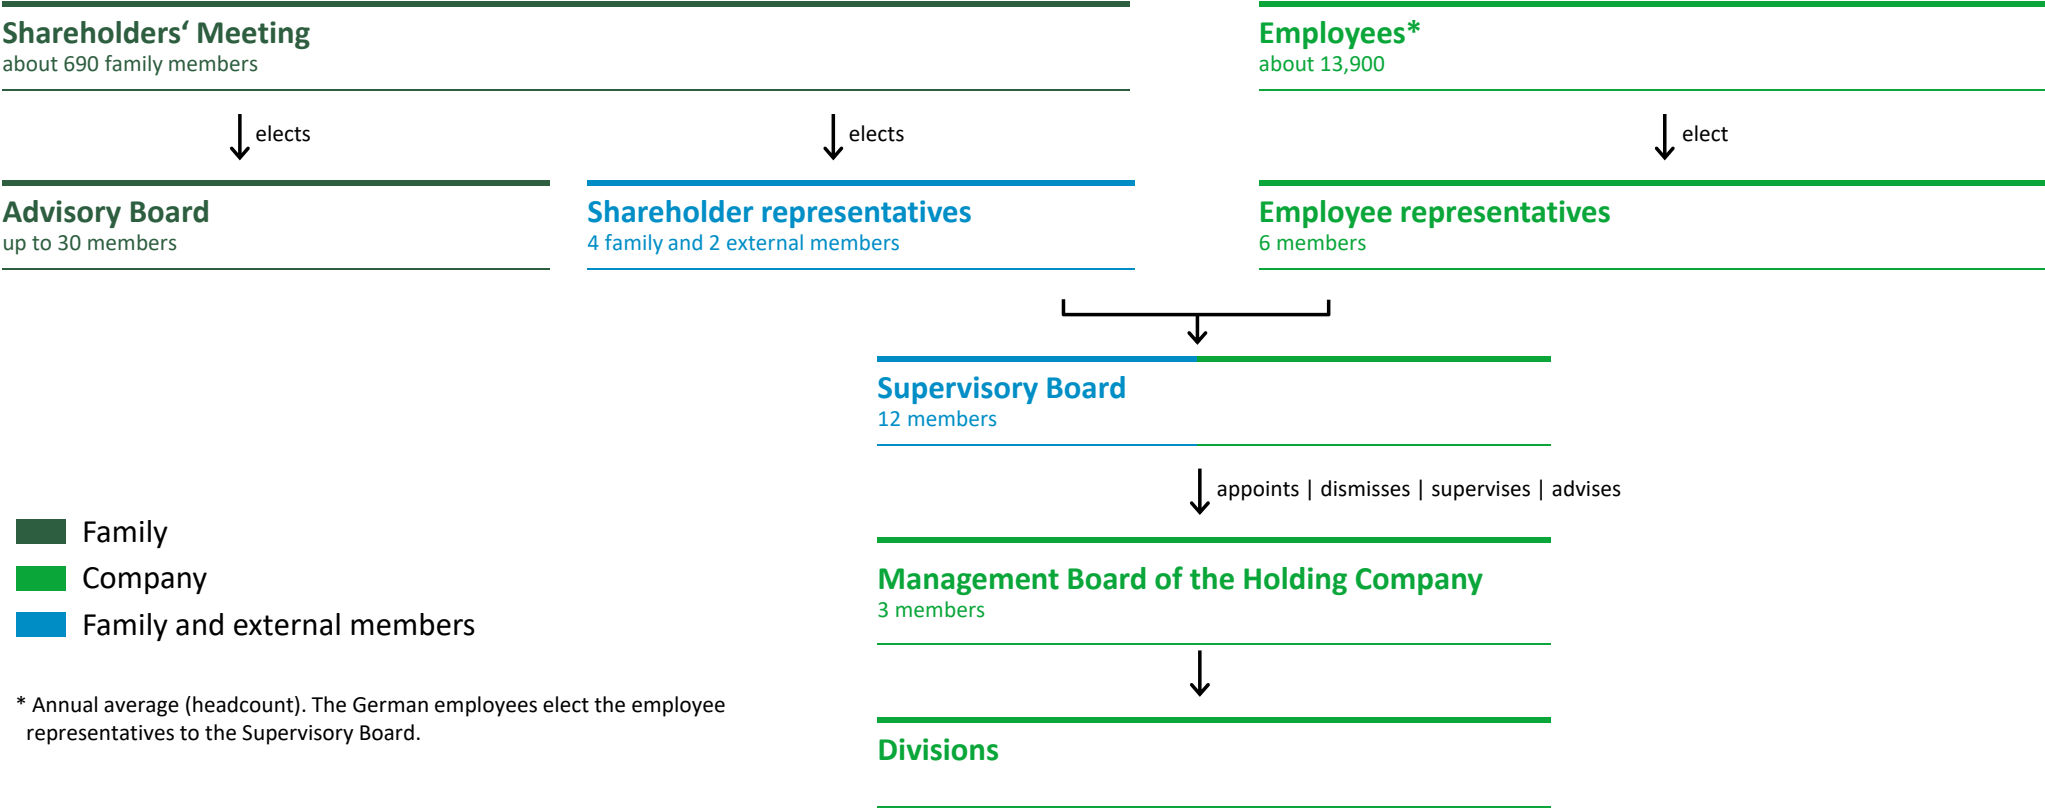 Shareholders‘ Meeting
about 690 family members
Employees*
about 13,900
elects
elects
elect
Advisory Board
up to 30 members
Shareholder representatives
4 family and 2 external members
Employee representatives
6 members
Supervisory Board
12 members
appoints | dismisses | supervises | advises
Management Board of the Holding Company
3 members
Divisions
Family
Company
Family and external members
* Annual average (headcount). The German employees elect the employee
representatives to the Supervisory Board.